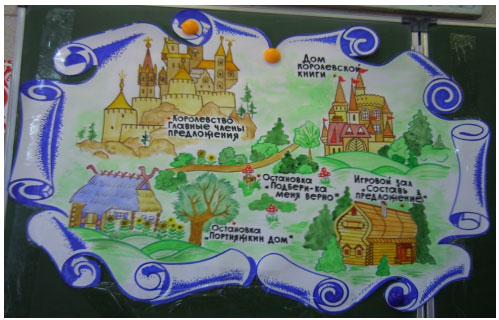 Дом
королевской
книги
Королевство
Главные члены
предложения
Остановка
"Подбери-ка
меня верно"
Игровой зал
"Составь
предложение"
Остановка
"Портняжкин дом"